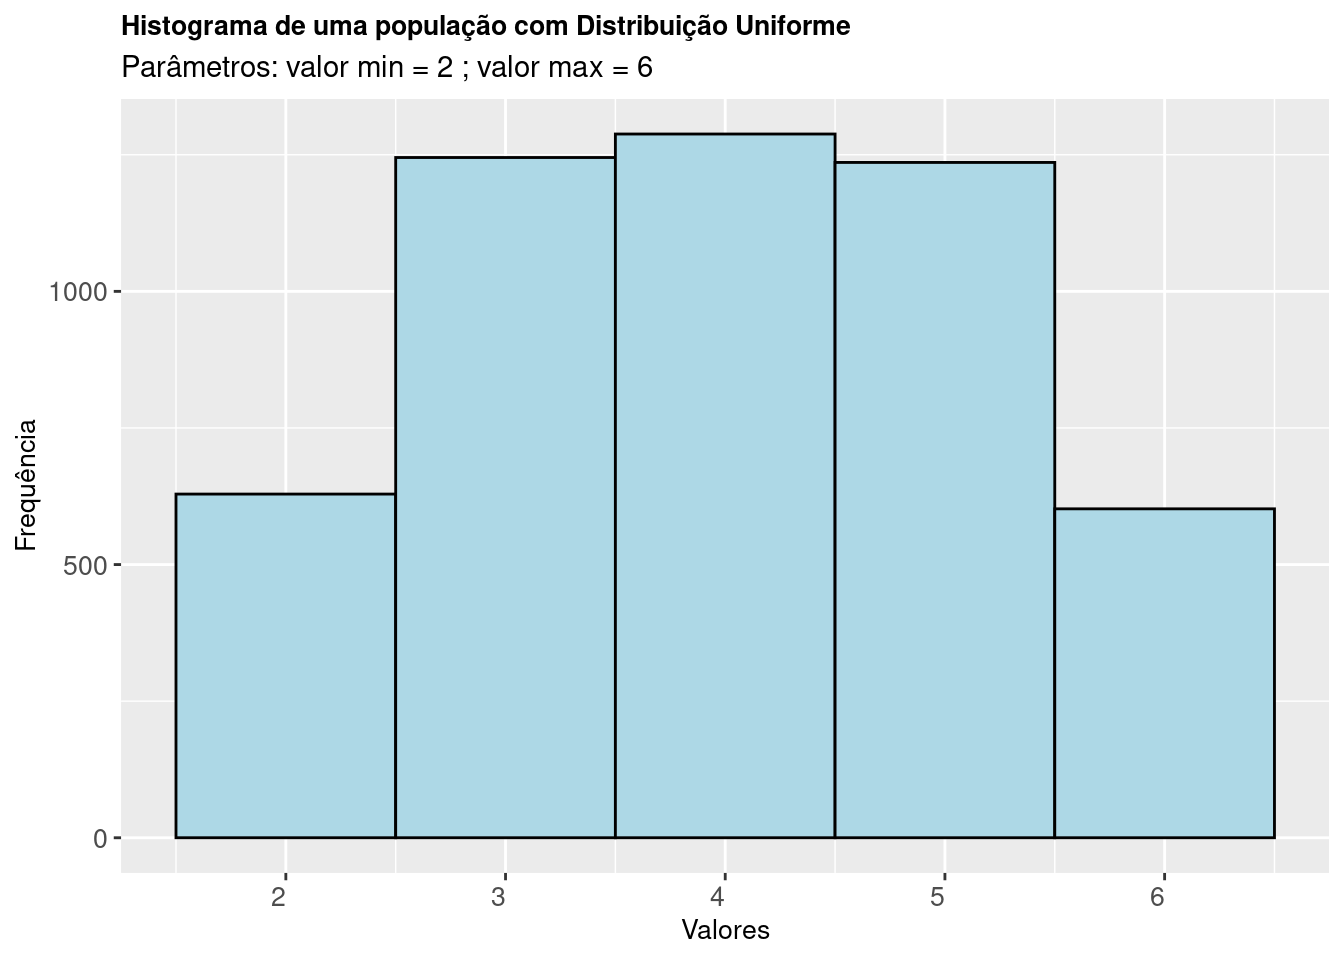 Histograma de uma população com Distribuição Uniforme
Parâmetros: valor min = 2 ; valor max = 6
1000
500
0
Frequência
2 3 4 5 6
Valores